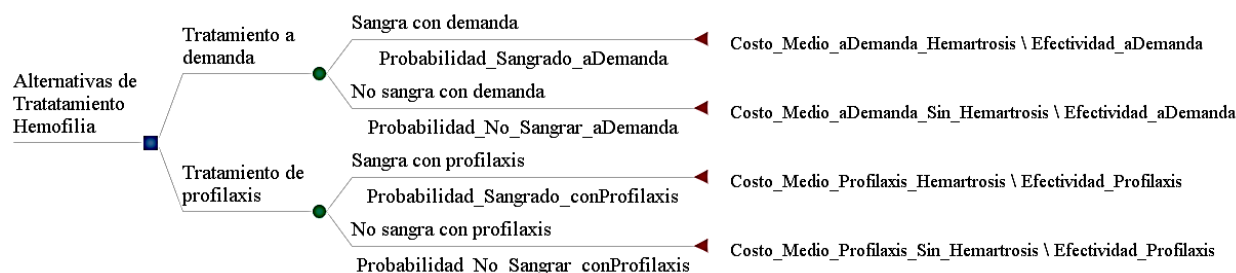 Alternativas de
Tratatamiento
Hemofilia
Tratamiento a
demanda
Sangra con demanda
Probabilidad_Sangrado_aDemanda
Costo_Medio_aDemanda_Hemartrosis \ Efectividad_aDemanda
No sangra con demanda
Probabilidad_No_Sangrar_aDemanda
Costo_Medio_aDemanda_Sin_Hemartrosis \ Efectividad_aDemanda
Tratamiento de
profilaxis
Sangra con profilaxis
Probabilidad_Sangrado_conProfilaxis
Costo_Medio_Profilaxis_Hemartrosis \ Efectividad_Profilaxis
No sangra con profilaxis
Probabilidad_No_Sangrar_conProfilaxis
Costo_Medio_Profilaxis_Sin_Hemartrosis \ Efectividad_Profilaxis